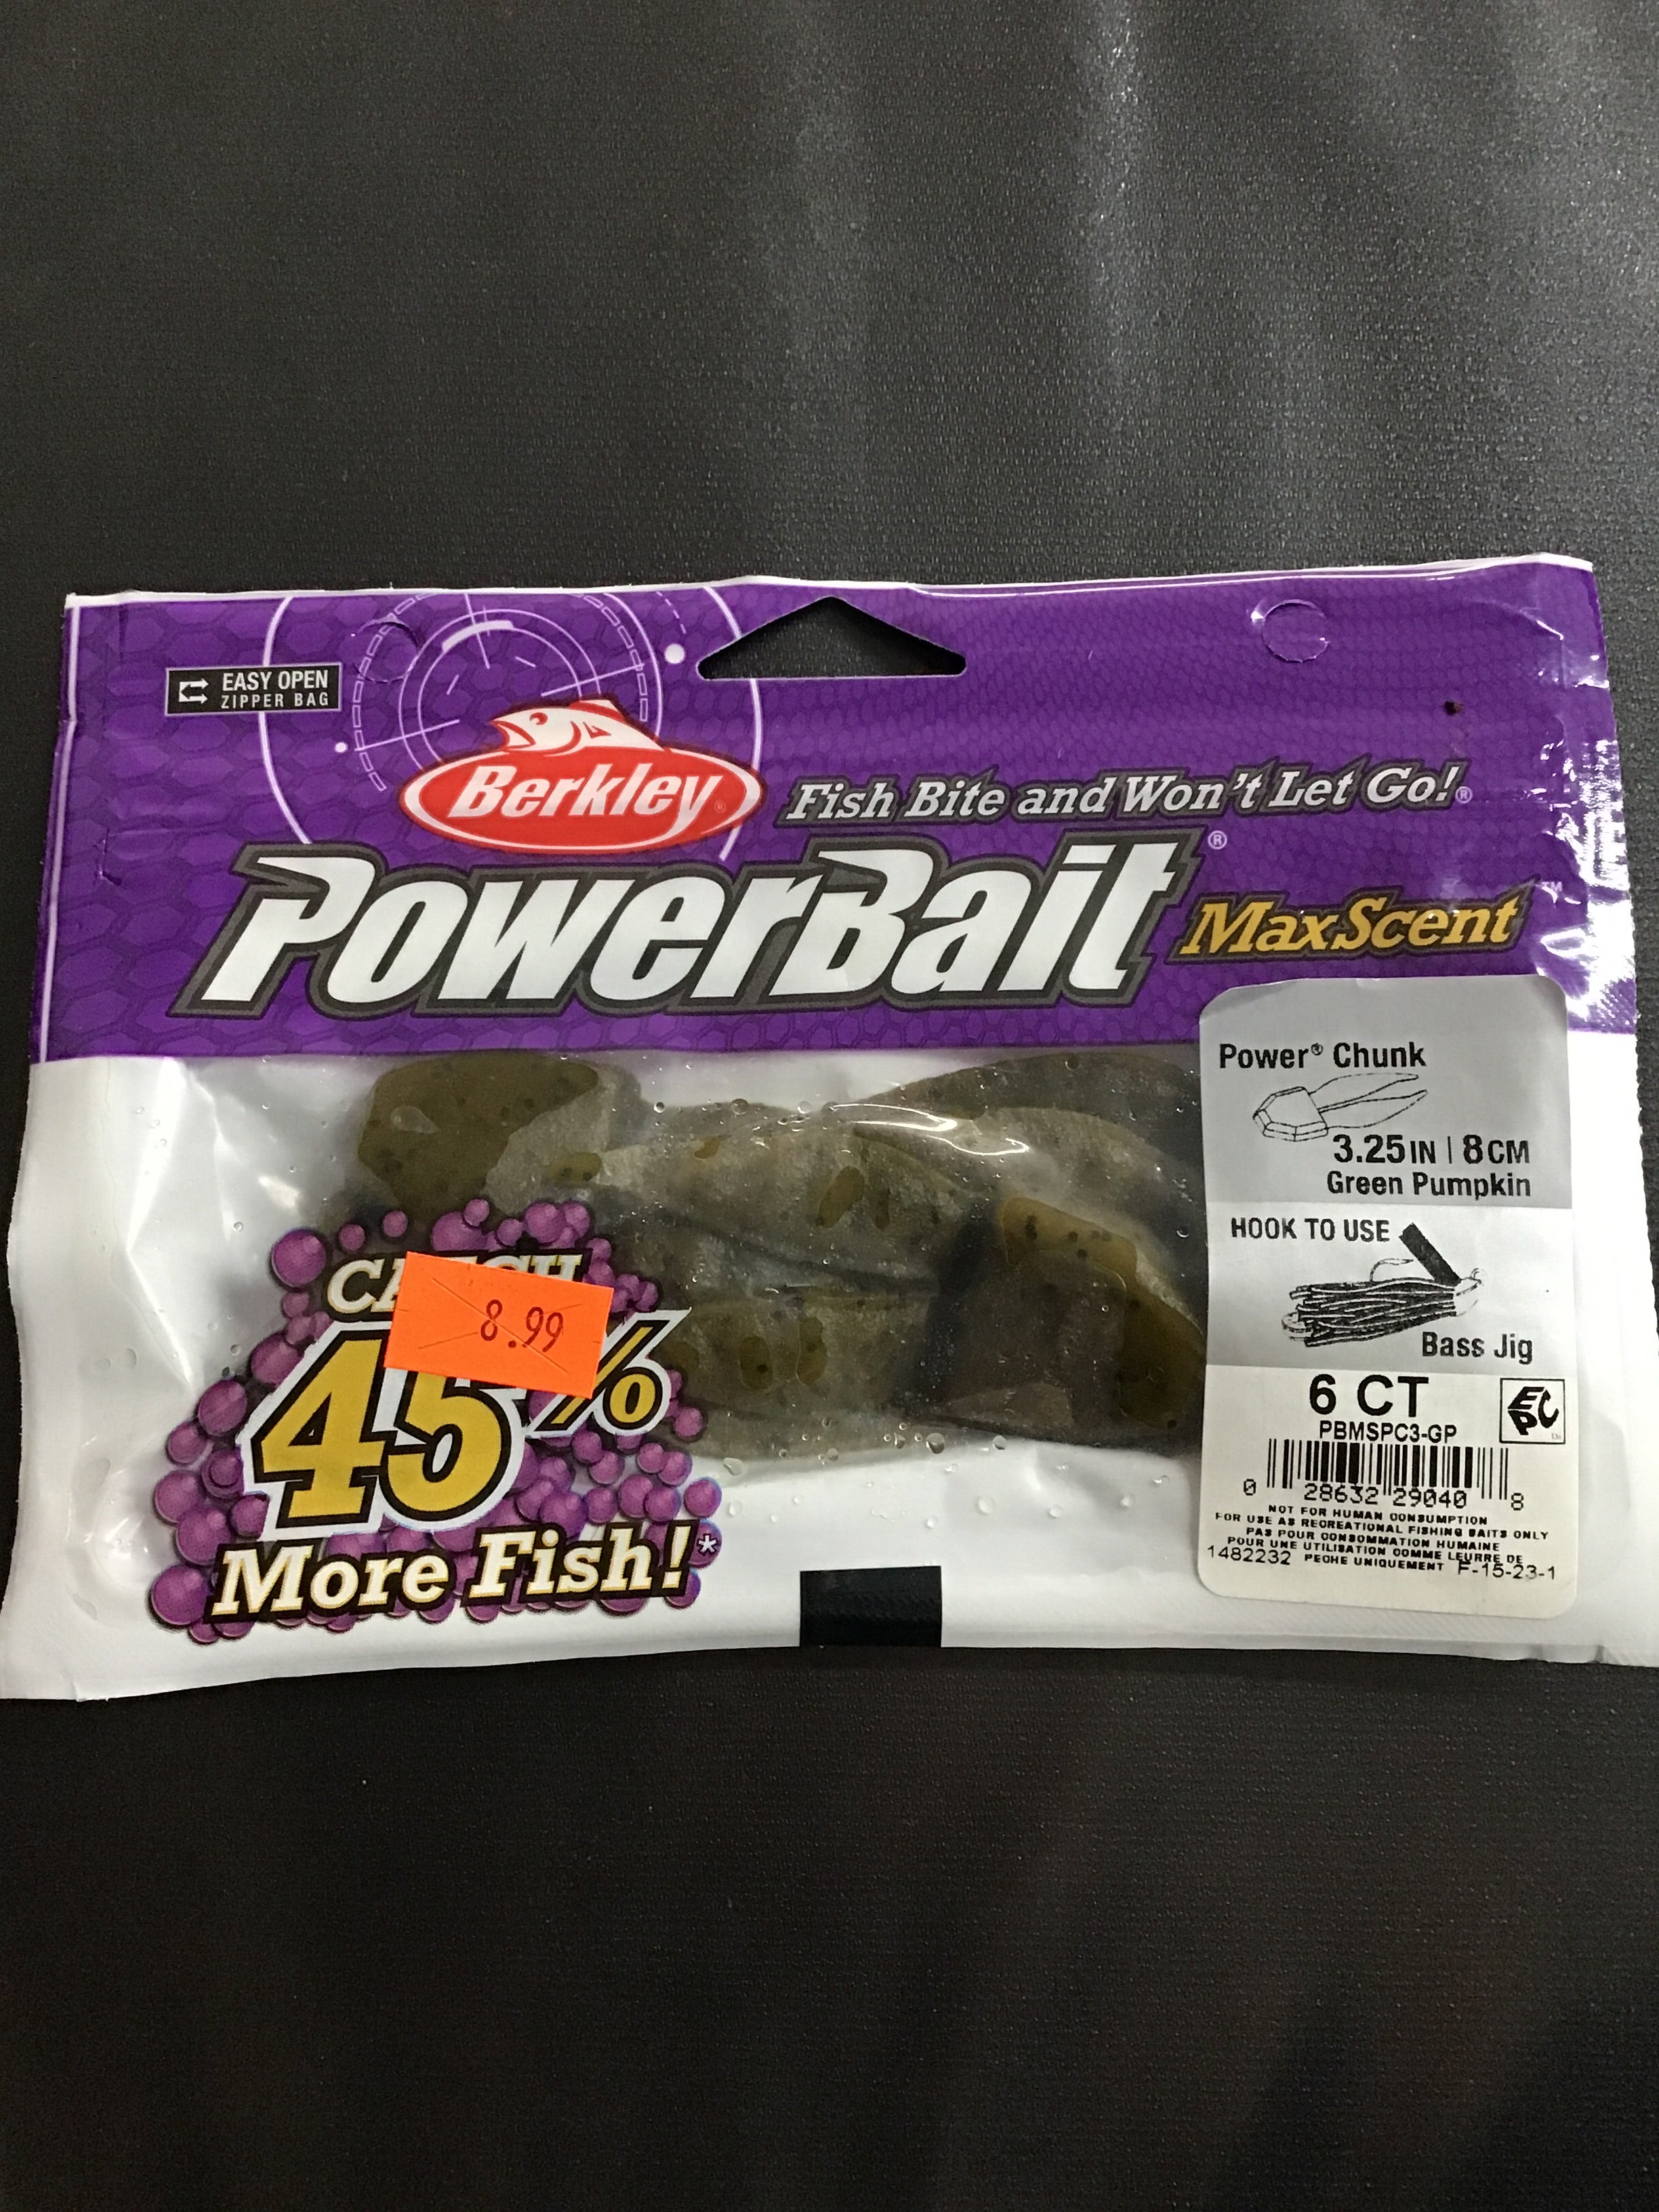 EASY OPEN
ZIPPER BAG
Berkley®
Fish Bite and Won't Let Go!®
PowerBait®
MaxScent™
Power® Chunk
3.25IN | 8CM
Green Pumpkin
HOOK TO USE
Bass Jig
6 CT
PBMSPC3-GP
0 28632 29040 8
NOT FOR HUMAN CONSUMPTION
FOR USE AS RECREATIONAL FISHING BAITS ONLY
PAS POUR CONSOMMATION HUMAINE
POUR UNE UTILISATION COMME LEURRE DE
1482232 PECHE UNIQUEMENT F-15-23-1
8.99
45%
More Fish!*